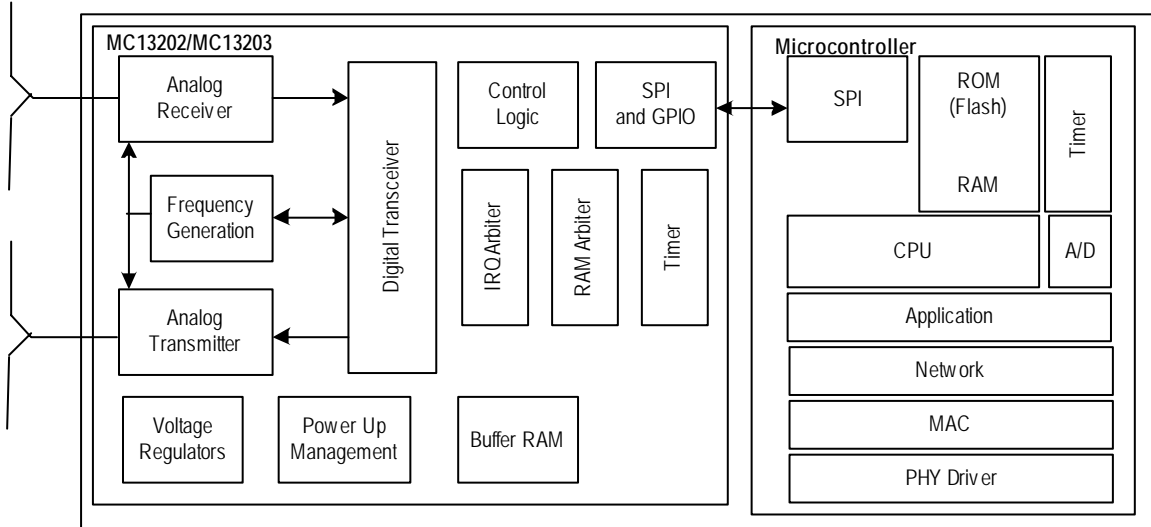 MC13202/MC13203
Analog
Receiver
Frequency
Generation
Analog
Transmitter
Digital Transceiver
Control
Logic
SPI
and GPIO
IRQ Arbiter
RAM Arbiter
Timer
Voltage
Regulators
Power Up
Management
Buffer RAM
Microcontroller
SPI
ROM
(Flash)
RAM
Timer
CPU
A/D
Application
Network
MAC
PHY Driver